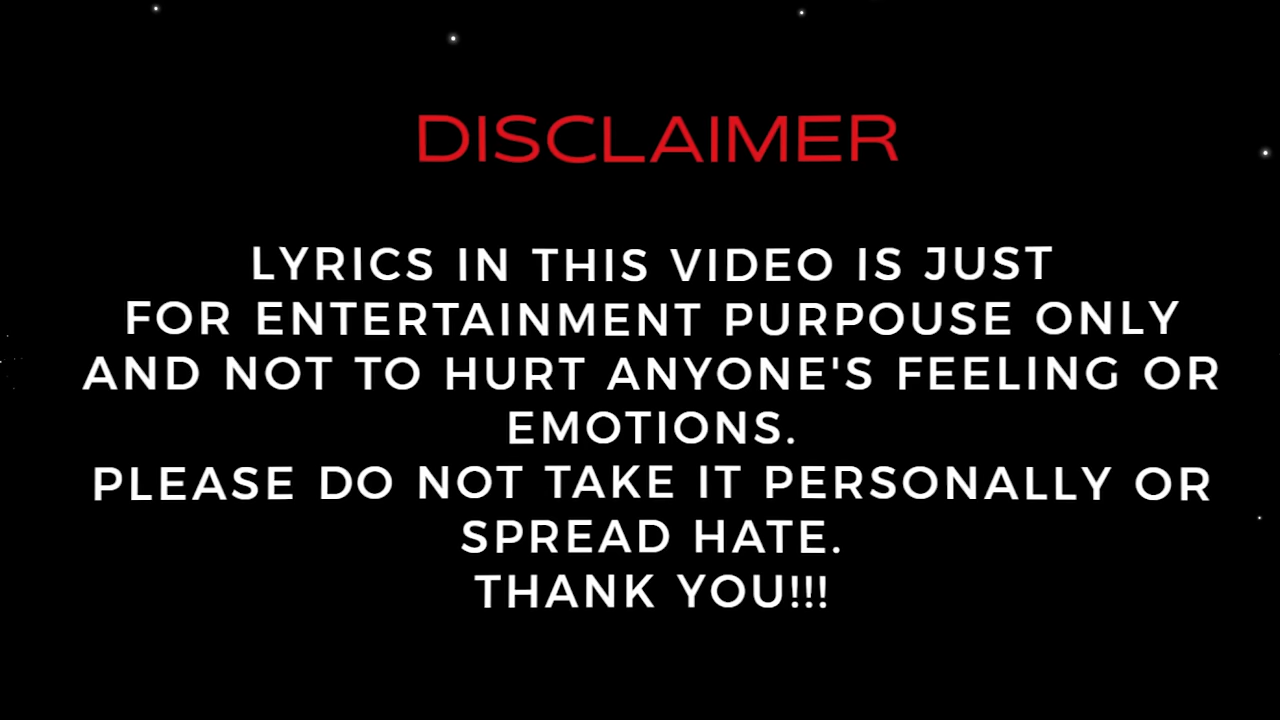 DISCLAIMER
LYRICS IN THIS VIDEO IS JUST
FOR ENTERTAINMENT PURPOUSE ONLY
AND NOT TO HURT ANYONE'S FEELING OR
EMOTIONS.
PLEASE DO NOT TAKE IT PERSONALLY OR
SPREAD HATE.
THANK YOU!!!